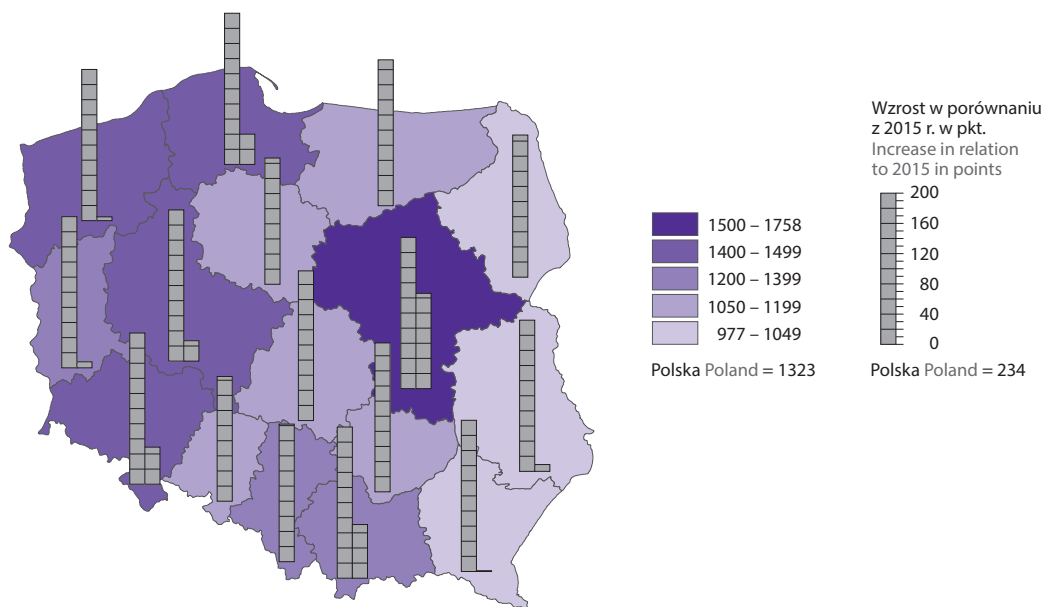 1500 – 1758
1400 – 1499
1200 – 1399
1050 – 1199
977 – 1049
Polska Poland = 1323
Wzrost w porównaniu
z 2015 r. w pkt.
Increase in relation
to 2015 in points
200
160
120
80
40
0
Polska Poland = 234